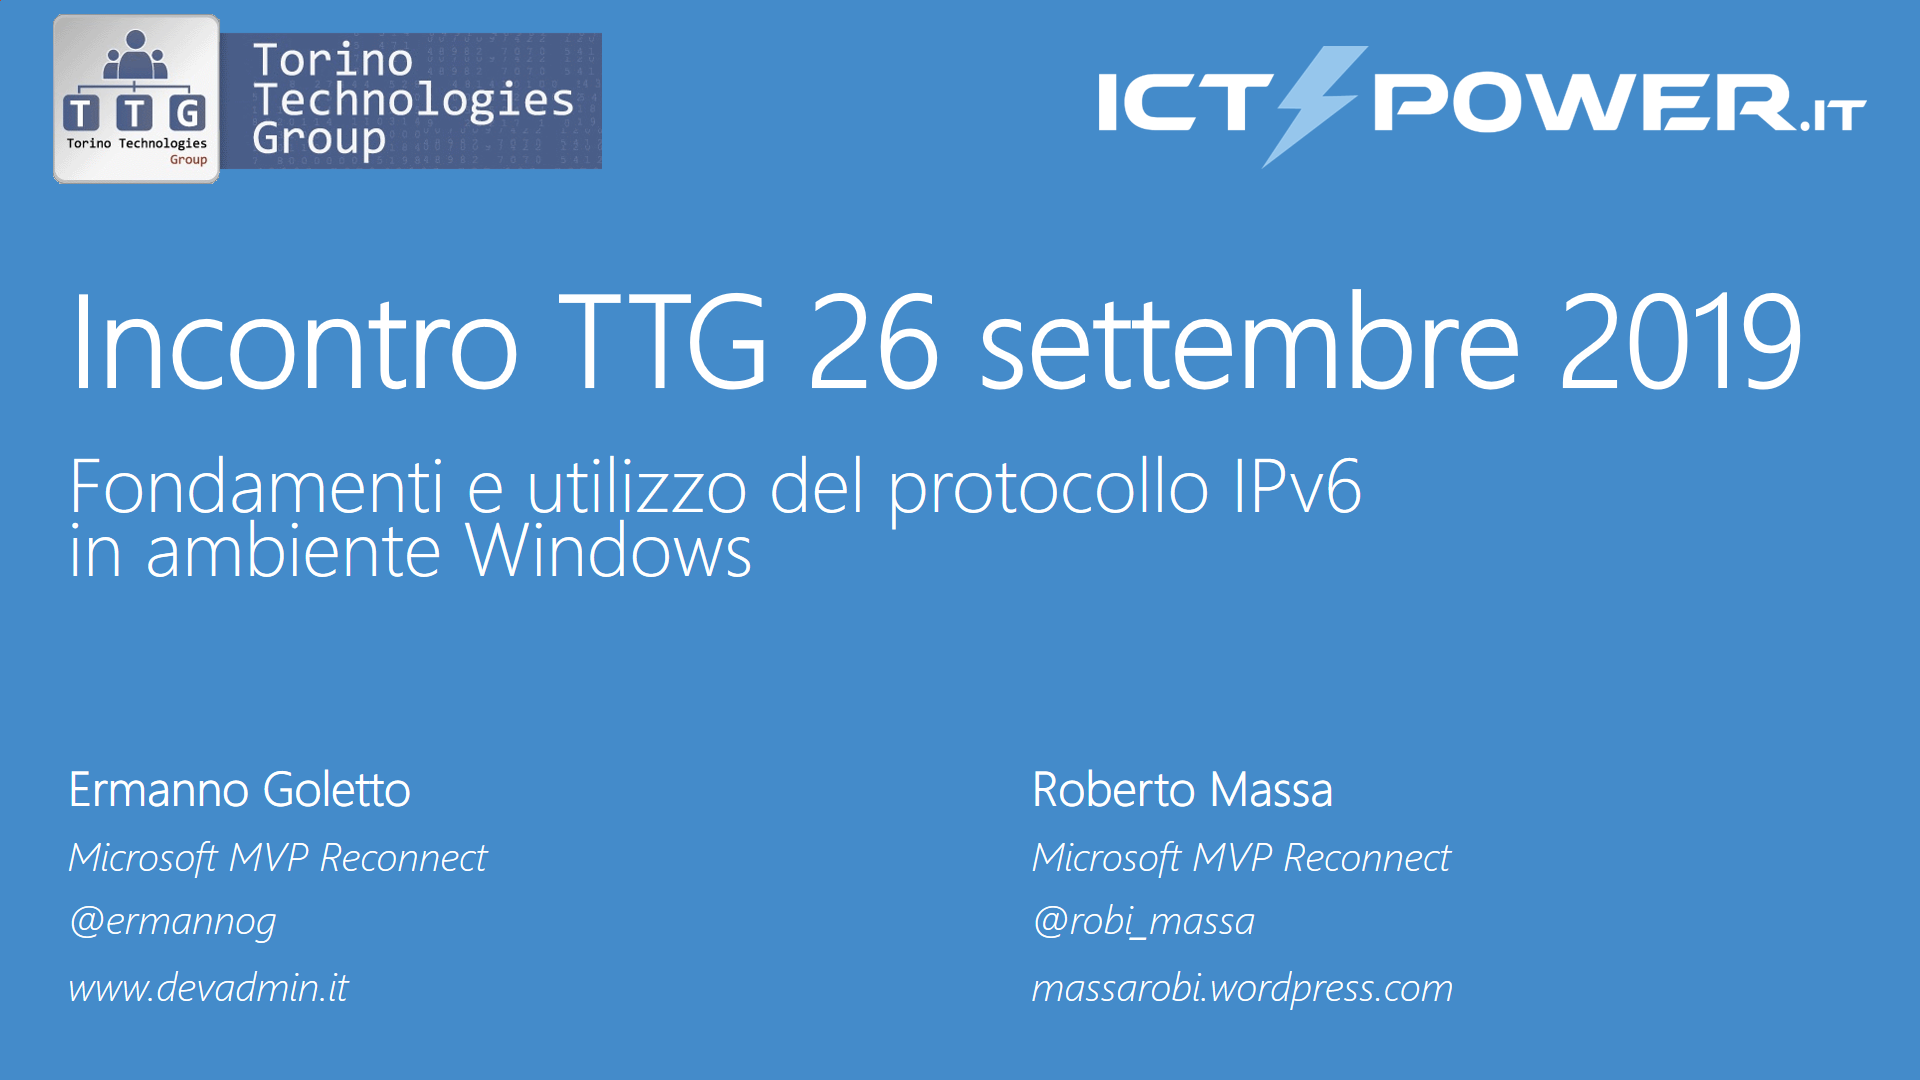 T T G
Torino Technologies
Group
Torino
Technologies
Group
ICT POWER.IT
Incontro TTG 26 settembre 2019
Fondamenti e utilizzo del protocollo IPv6
in ambiente Windows
Ermanno Goletto
Microsoft MVP Reconnect
@ermannog
www.devadmin.it
Roberto Massa
Microsoft MVP Reconnect
@robi_massa
massarobi.wordpress.com